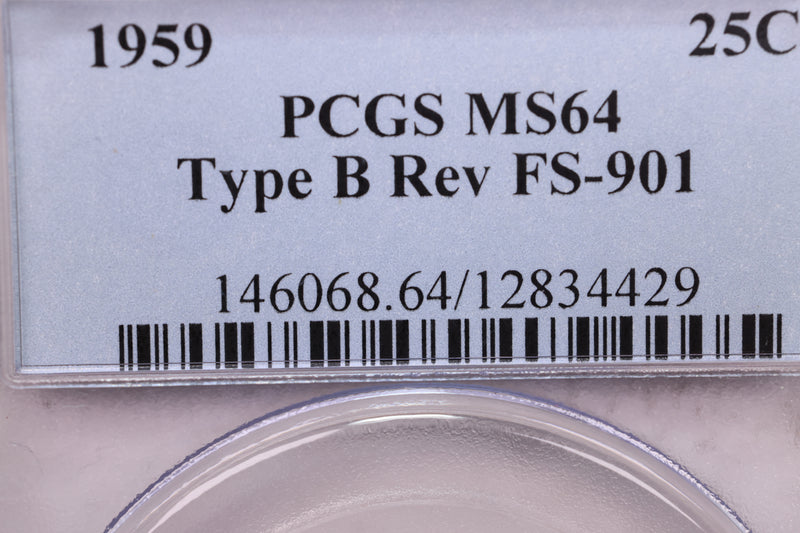 1959 25C
PCGS MS64
Type B Rev FS-901
146068.64/12834429